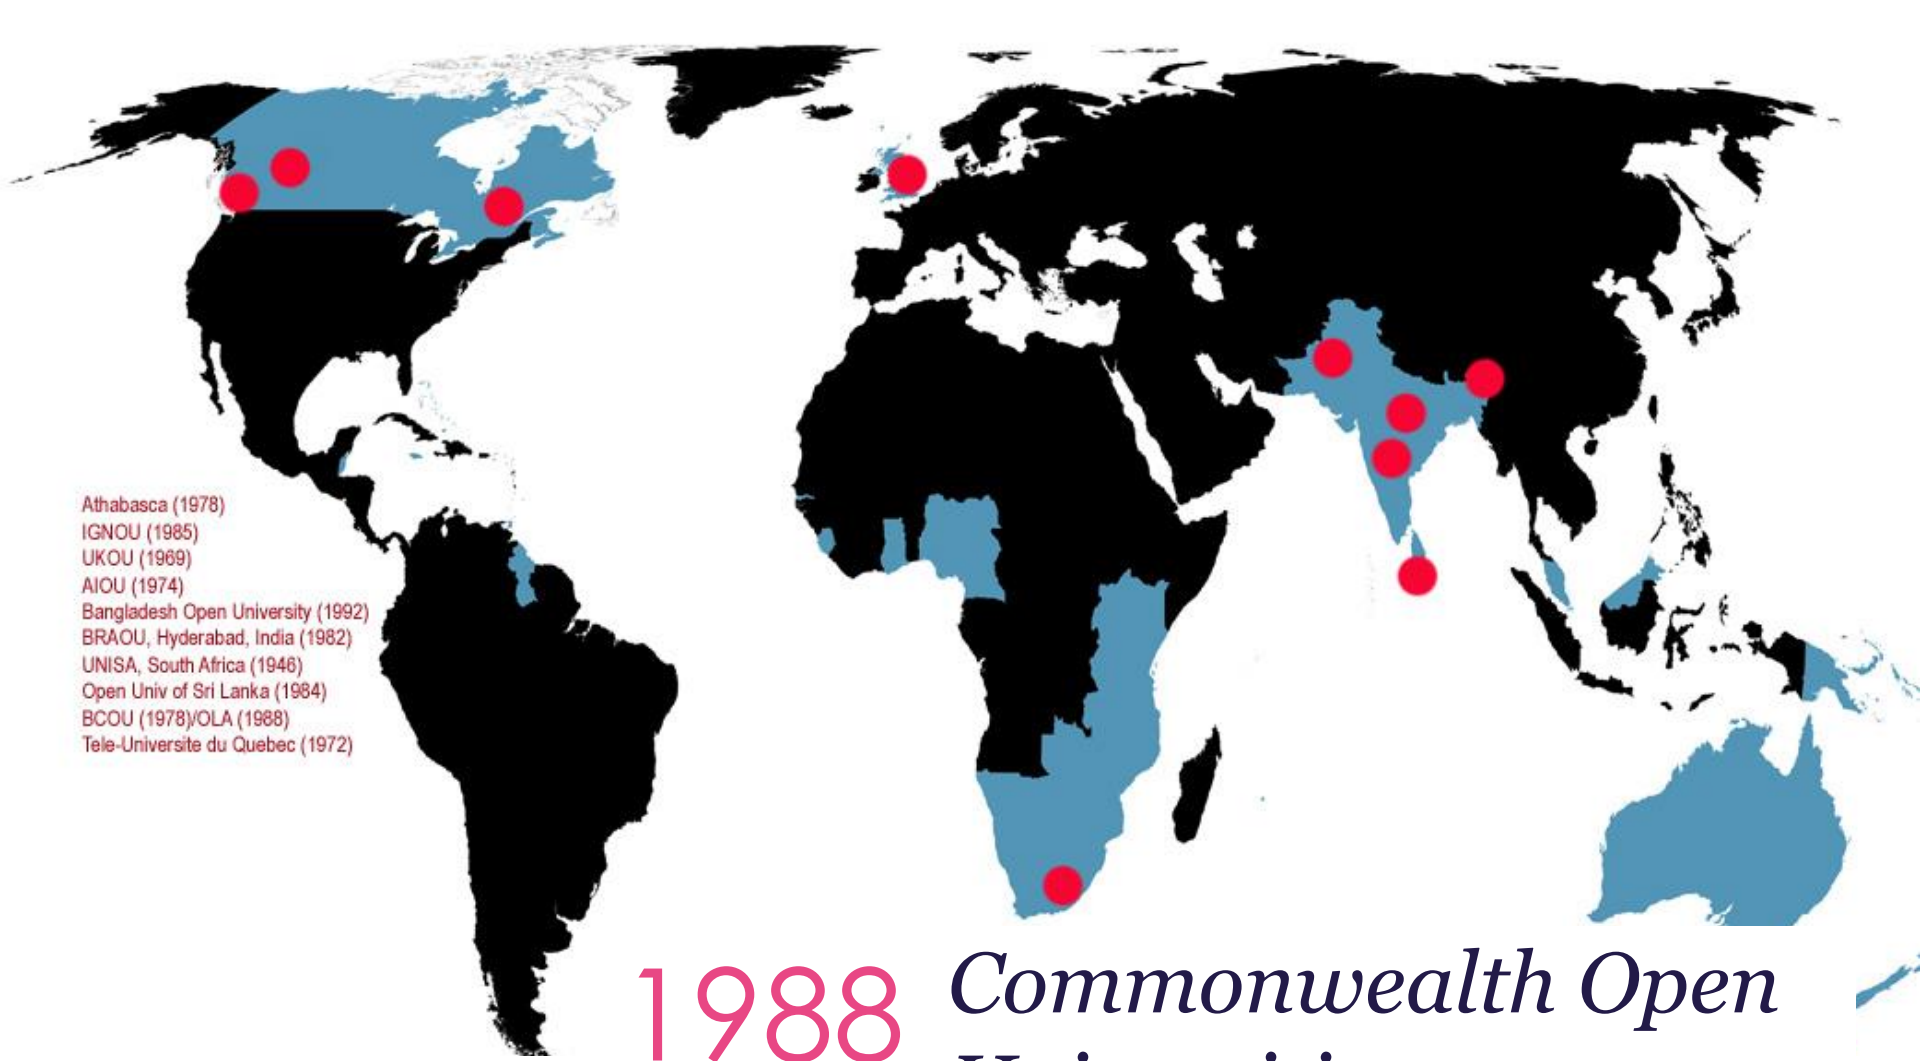 Athabasca (1978)
IGNOU (1985)
UKOU (1969)
AIOU (1974)
Bangladesh Open University (1992)
BRAOU, Hyderabad, India (1982)
UNISA, South Africa (1946)
Open Univ of Sri Lanka (1984)
BCOU (1978)/OLA (1988)
Tele-Universite du Quebec (1972)
1988
Commonwealth Open